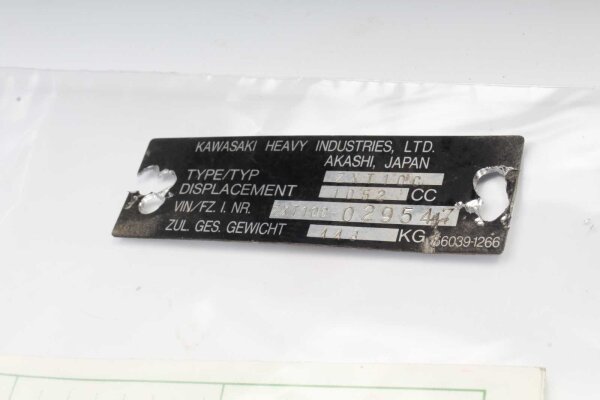 KAWASAKI HEAVY INDUSTRIES, LTD.
AKASHI, JAPAN
TYPE/TYP ZXT10C
DISPLACEMENT 1052 CC
VIN/FZ. I. NR.
ZUL. GES. GEWICHT KG 56039-1266